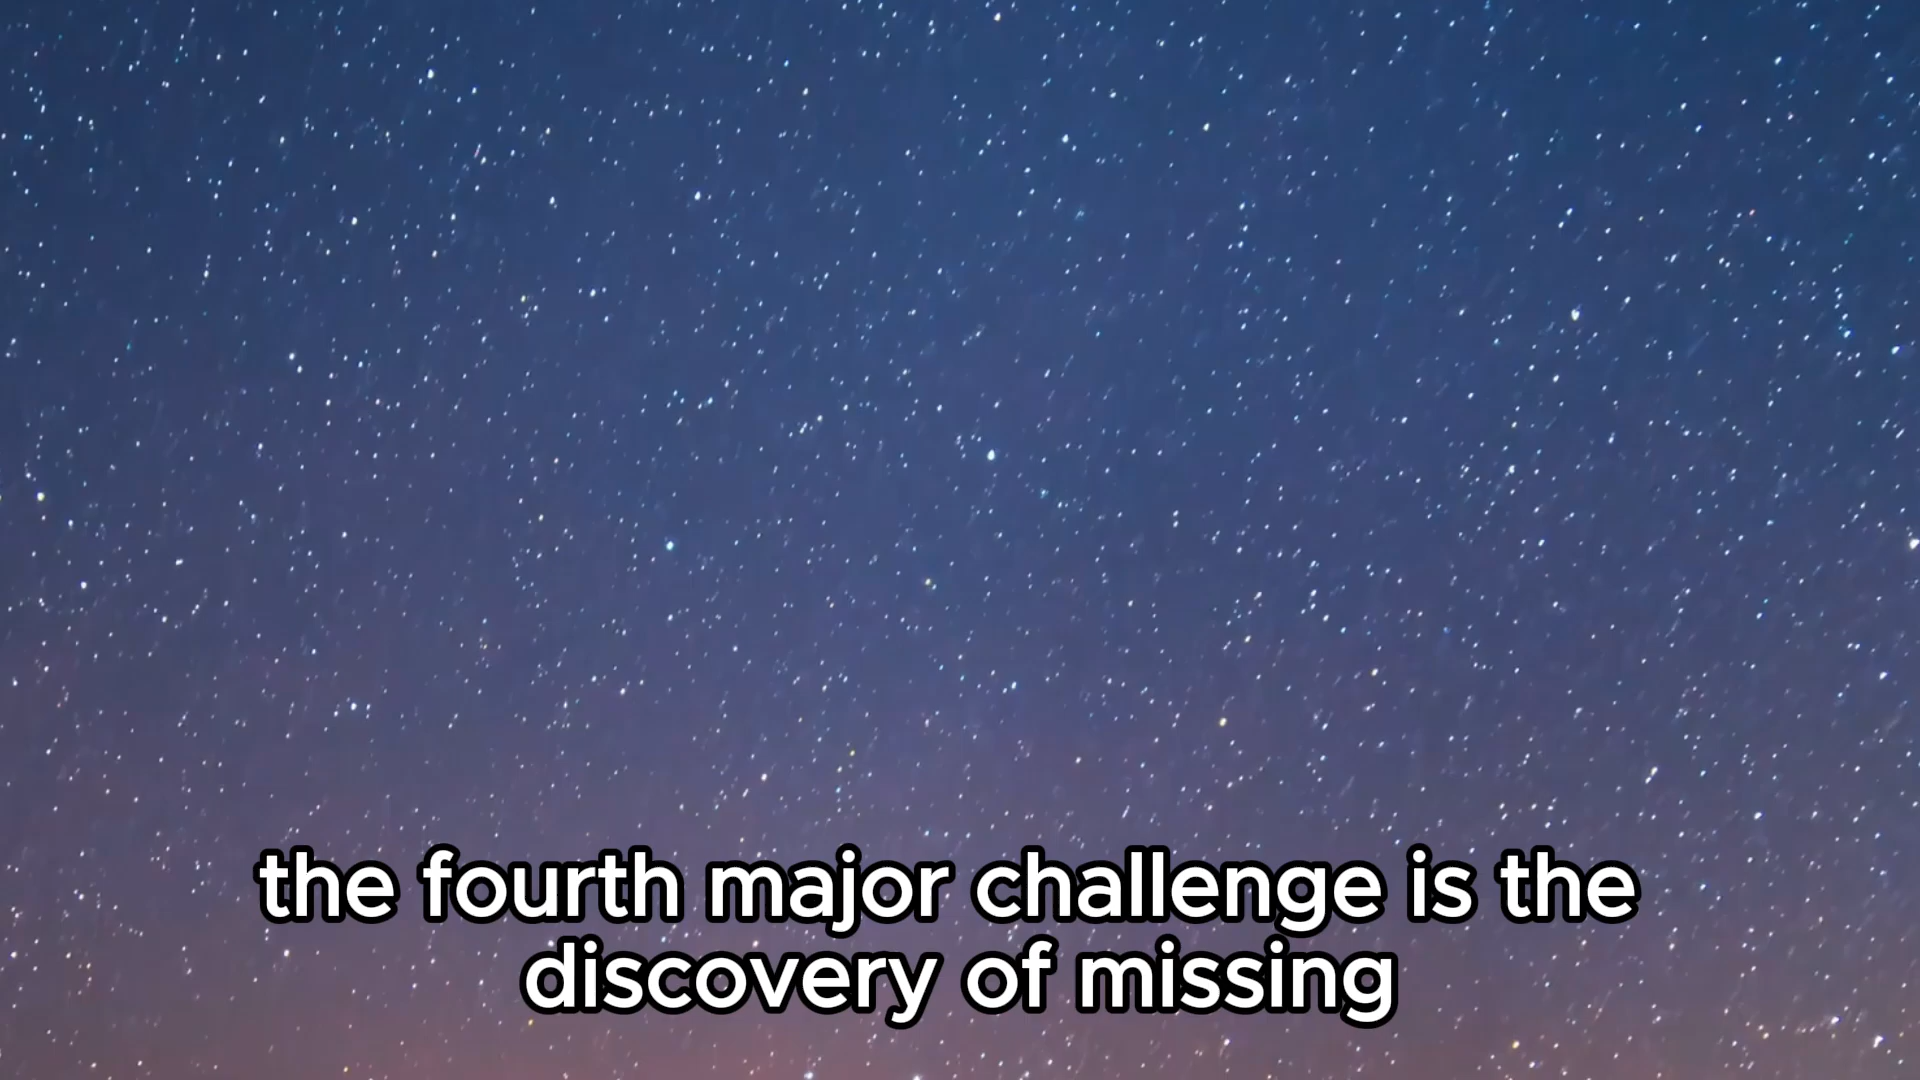 the fourth major challenge is the
discovery of missing